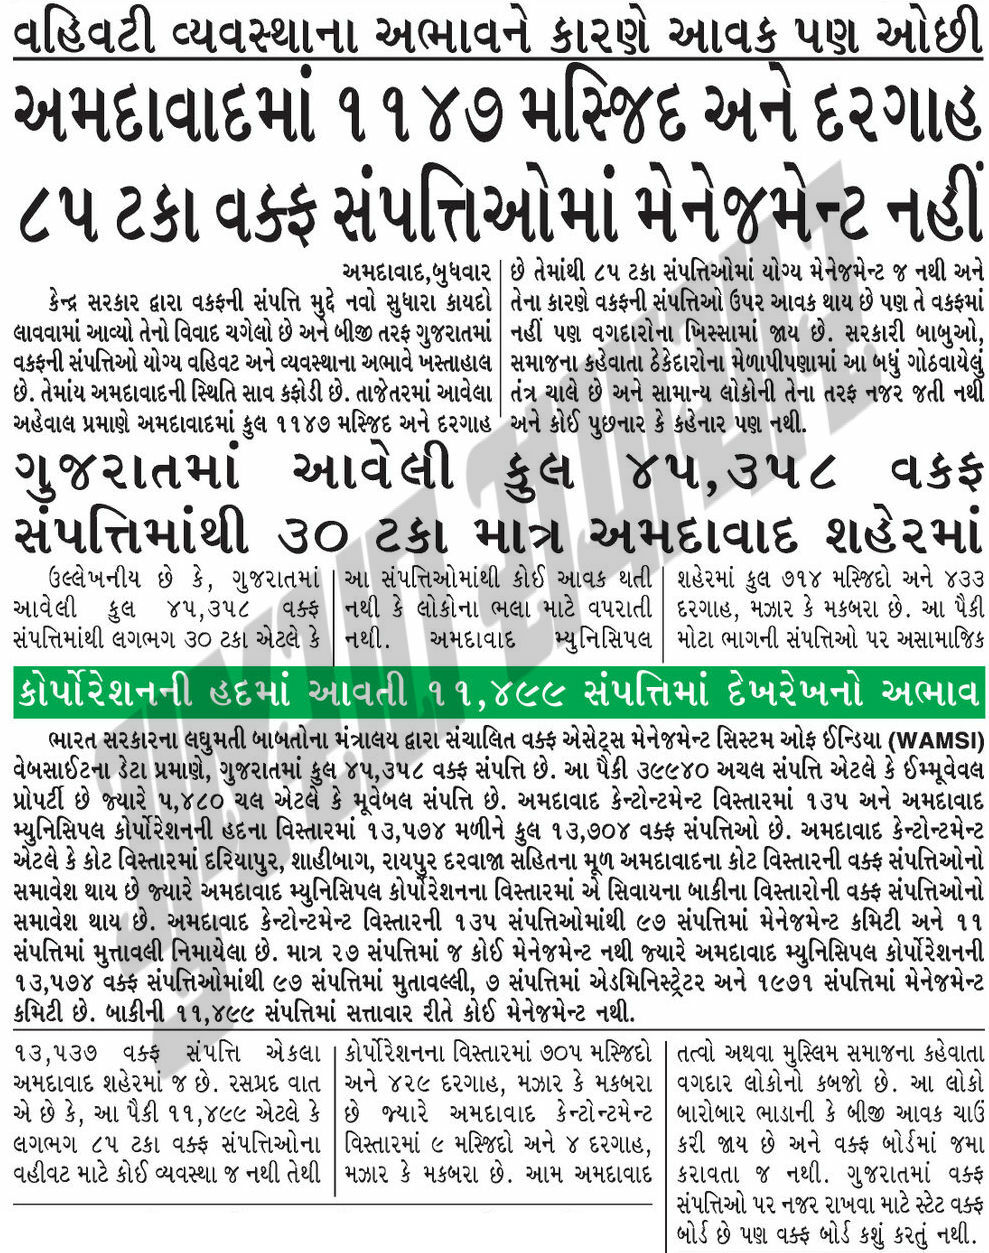 વહિવટી વ્યવસ્થાના અભાવને કારણે આવક પણ ઓછી
અમદાવાદમાં ૧૧૪૭ મસ્જિદ અને દરગાહ
૮૫ ટકા વક્ફ સંપત્તિઓમાં મેનેજમેન્ટ નહીં
અમદાવાદ,બુધવાર
કેન્દ્ર સરકાર દ્વારા વકફની સંપત્તિ મુદ્દે નવો સુધારા કાયદો
લાવવામાં આવ્યો તેનો વિવાદ ચગેલો છે અને બીજી તરફ ગુજરાતમાં
વકફની સંપત્તિઓ યોગ્ય વહિવટ અને વ્યવસ્થાના અભાવે ખસ્તાહાલ
છે. તેમાંય અમદાવાદની સ્થિતિ સાવ કફોડી છે. તાજેતરમાં આવેલા
અહેવાલ પ્રમાણે અમદાવાદમાં કુલ ૧૧૪૭ મસ્જિદ અને દરગાહ
છે તેમાંથી ૮૫ ટકા સંપત્તિઓમાં યોગ્ય મેનેજમેન્ટ જ નથી અને
તેના કારણે વકફની સંપત્તિઓ ઉપર આવક થાય છે પણ તે વકફમાં
નહીં પણ વગદારોના ખિસ્સામાં જાય છે. સરકારી બાબુઓ,
સમાજના કહેવાતા ઠેકેદારોના મેળાપીપણામાં આ બધું ગોઠવાયેલું
તંત્ર ચાલે છે અને સામાન્ય લોકોની તેના તરફ નજર જતી નથી
અને કોઈ પુછનાર કે કહેનાર પણ નથી.
ગુજરાતમાં આવેલી કુલ ૪૫,૩૫૮ વકફ
સંપત્તિમાંથી ૩૦ ટકા માત્ર અમદાવાદ શહેરમાં
ઉલ્લેખનીય છે કે, ગુજરાતમાં
આવેલી કુલ ૪૫,૩૫૮ વક્ફ
સંપત્તિમાંથી લગભગ ૩૦ ટકા એટલે કે
આ સંપત્તિઓમાંથી કોઈ આવક થતી
નથી કે લોકોના ભલા માટે વપરાતી
નથી. અમદાવાદ મ્યુનિસિપલ
શહેરમાં કુલ ૭૧૪ મસ્જિદો અને ૪૩૩
દરગાહ, મઝાર કે મકબરા છે. આ પૈકી
મોટા ભાગની સંપત્તિઓ પર અસામાજિક
કોર્પોરેશનની હદમાં આવતી ૧૧,૪૯૯ સંપત્તિમાં દેખરેખનો અભાવ
ભારત સરકારના લઘુમતી બાબતોના મંત્રાલય દ્વારા સંચાલિત વક્ફ એસેટ્સ મેનેજમેન્ટ સિસ્ટમ ઓફ ઈન્ડિયા (WAMSI)
વેબસાઈટના ડેટા પ્રમાણે, ગુજરાતમાં કુલ ૪૫,૩૫૮ વક્ફ સંપત્તિ છે. આ પૈકી ૩૯૯૪૦ અચલ સંપત્તિ એટલે કે ઈમ્મૂવેવલ
પ્રોપર્ટી છે જ્યારે ૫,૪૮૦ ચલ એટલે કે મૂવેબલ સંપત્તિ છે. અમદાવાદ કેન્ટોન્ટમેન્ટ વિસ્તારમાં ૧૩૫ અને અમદાવાદ
મ્યુનિસિપલ કોર્પોરેશનની હદના વિસ્તારમાં ૧૩,૫૭૪ મળીને કુલ ૧૩,૭૦૪ વક્ફ સંપત્તિઓ છે. અમદાવાદ કેન્ટોન્ટમેન્ટ
એટલે કે કોટ વિસ્તારમાં દરિયાપુર, શાહીબાગ, રાયપુર દરવાજા સહિતના મૂળ અમદાવાદના કોટ વિસ્તારની વક્ફ સંપત્તિઓનો
સમાવેશ થાય છે જ્યારે અમદાવાદ મ્યુનિસિપલ કોર્પોરેશનના વિસ્તારમાં એ સિવાયના બાકીના વિસ્તારોની વક્ફ સંપત્તિઓનો
સમાવેશ થાય છે. અમદાવાદ કેન્ટોન્ટમેન્ટ વિસ્તારની ૧૩૫ સંપત્તિઓમાંથી ૯૭ સંપત્તિમાં મેનેજમેન્ટ કમિટી અને ૧૧
સંપત્તિમાં મુત્તાવલી નિમાયેલા છે. માત્ર ૨૭ સંપત્તિમાં જ કોઈ મેનેજમેન્ટ નથી જ્યારે અમદાવાદ મ્યુનિસિપલ કોર્પોરેશનની
૧૩,૫૭૪ વક્ફ સંપત્તિઓમાંથી ૯૭ સંપત્તિમાં મુતાવલ્લી, ૭ સંપત્તિમાં એડમિનિસ્ટ્રેટર અને ૧૯૭૧ સંપત્તિમાં મેનેજમેન્ટ
કમિટી છે. બાકીની ૧૧,૪૯૯ સંપત્તિમાં સત્તાવાર રીતે કોઈ મેનેજમેન્ટ નથી.
૧૩,૫૩૭ વક્ફ સંપત્તિ એકલા
અમદાવાદ શહેરમાં જ છે. રસપ્રદ વાત
એ છે કે, આ પૈકી ૧૧,૪૯૯ એટલે કે
લગભગ ૮૫ ટકા વક્ફ સંપત્તિઓના
વહીવટ માટે કોઈ વ્યવસ્થા જ નથી તેથી
કોર્પોરેશનના વિસ્તારમાં ૭૦૫ મસ્જિદો
અને ૪૨૯ દરગાહ, મઝાર કે મકબરા
છે જ્યારે અમદાવાદ કેન્ટોન્ટમેન્ટ
વિસ્તારમાં ૯ મસ્જિદો અને ૪ દરગાહ,
મઝાર કે મકબરા છે. આમ અમદાવાદ
તત્વો અથવા મુસ્લિમ સમાજના કહેવાતા
વગદાર લોકોનો કબજો છે. આ લોકો
બારોબાર ભાડાની કે બીજી આવક ચાઉં
કરી જાય છે અને વક્ફ બોર્ડમાં જમા
કરાવતા જ નથી. ગુજરાતમાં વક્ફ
સંપત્તિઓ પર નજર રાખવા માટે સ્ટેટ વક્ફ
બોર્ડ છે પણ વક્ફ બોર્ડ કશું કરતું નથી.